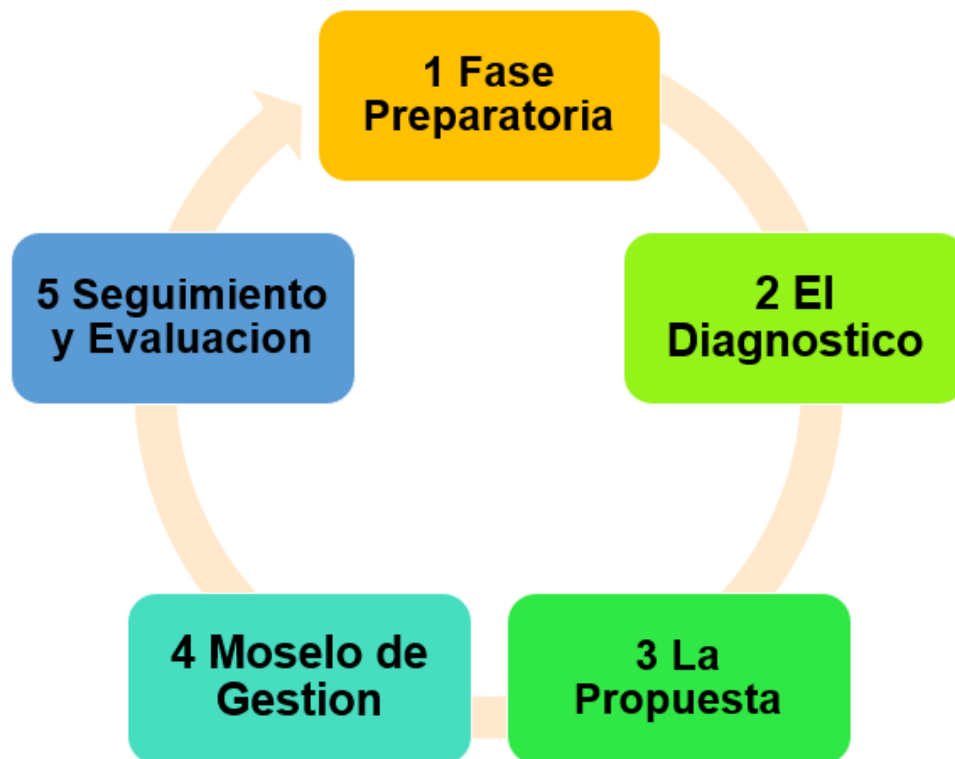 1 Fase
Preparatoria
2 El
Diagnostico
3 La
Propuesta
4 Moselo de
Gestion
5 Seguimiento
y Evaluacion